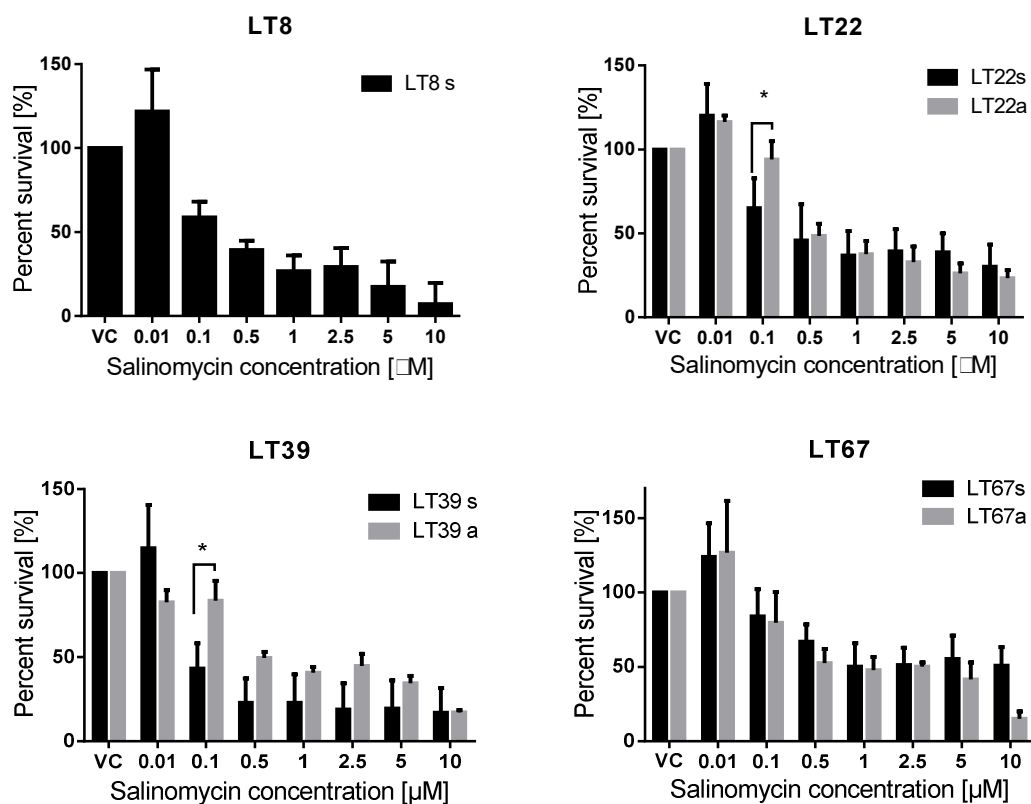 LT8
Percent survival [%]
150
100
50
0
LT8 s
VC 0.01 0.1 0.5 1 2.5 5 10
Salinomycin concentration [□M]
LT22
Percent survival [%]
150
100
50
0
LT22s
LT22a
*
VC 0.01 0.1 0.5 1 2.5 5 10
Salinomycin concentration [□M]
LT39
Percent survival [%]
150
100
50
0
LT39 s
LT39 a
*
VC 0.01 0.1 0.5 1 2.5 5 10
Salinomycin concentration [µM]
LT67
Percent survival [%]
150
100
50
0
LT67s
LT67a
VC 0.01 0.1 0.5 1 2.5 5 10
Salinomycin concentration [µM]